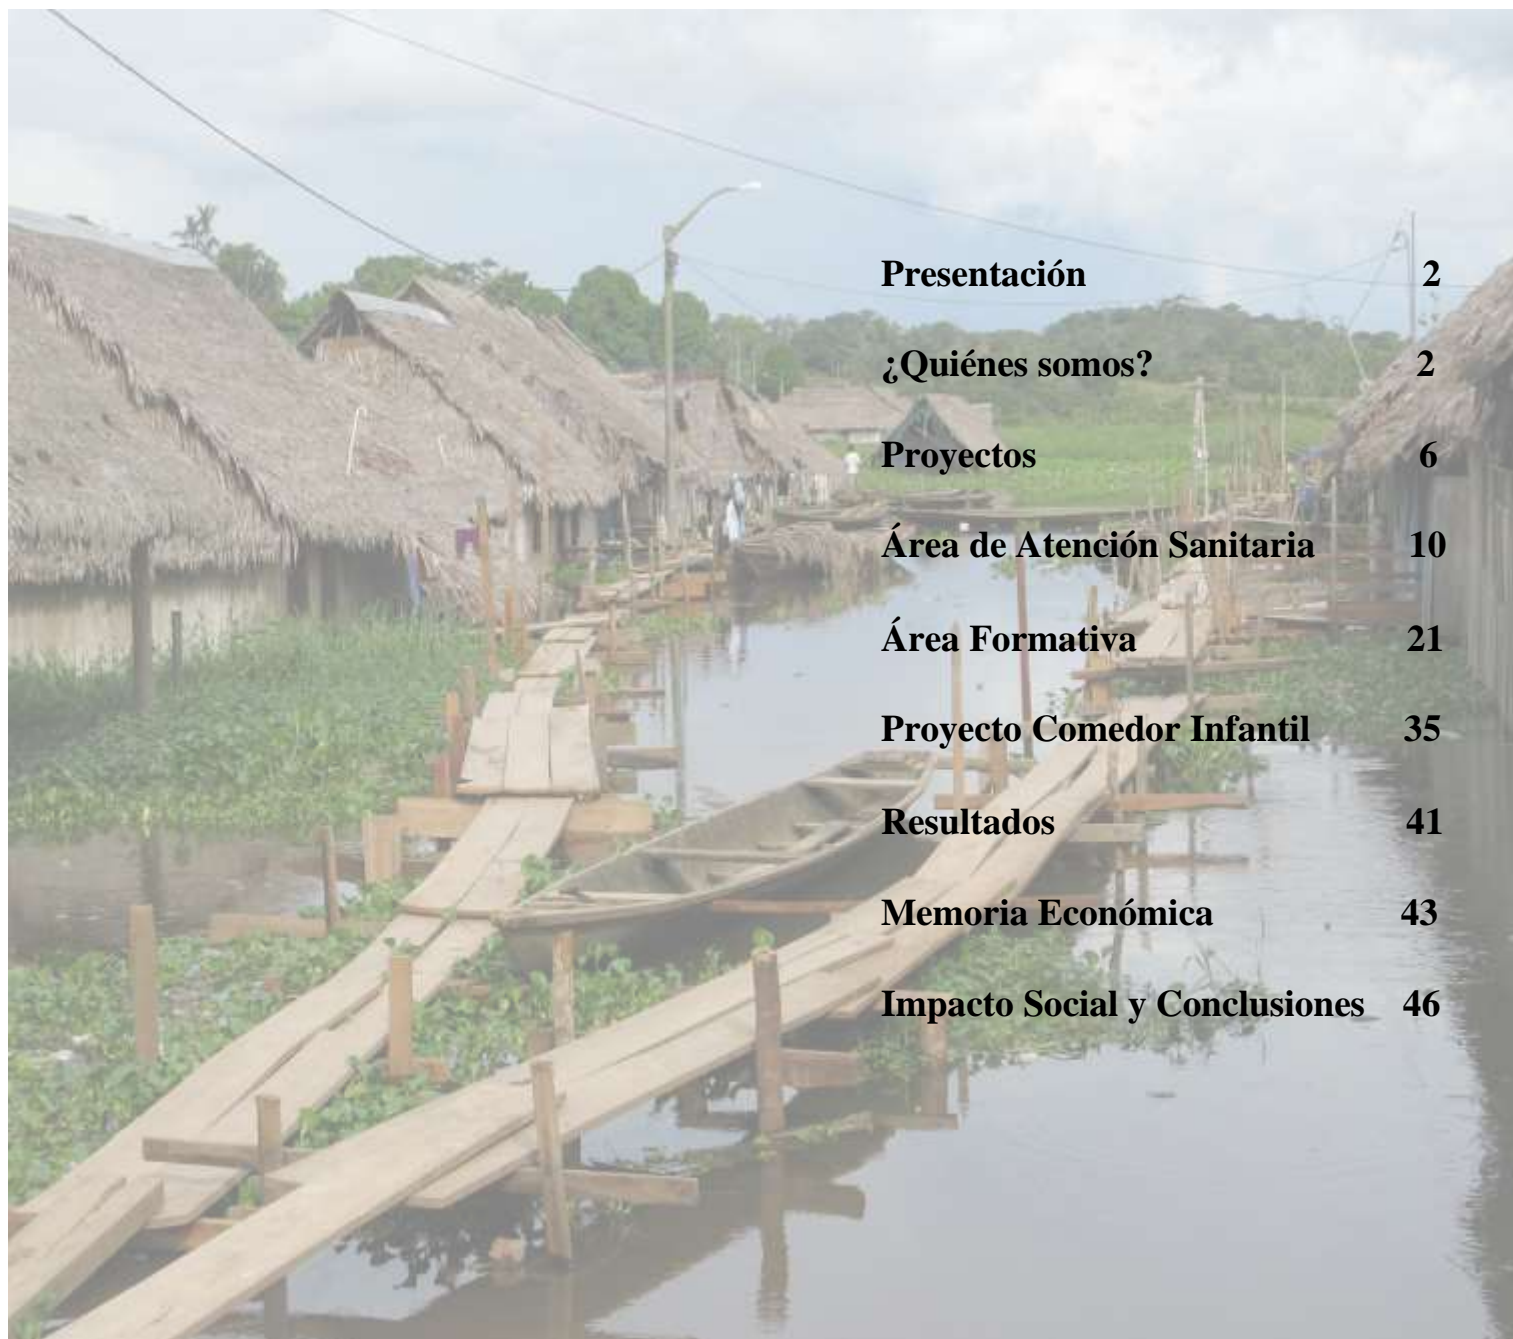 Presentación 2
¿Quiénes somos? 2
Proyectos 6
Área de Atención Sanitaria 10
Área Formativa 21
Proyecto Comedor Infantil 35
Resultados 41
Memoria Económica 43
Impacto Social y Conclusiones 46